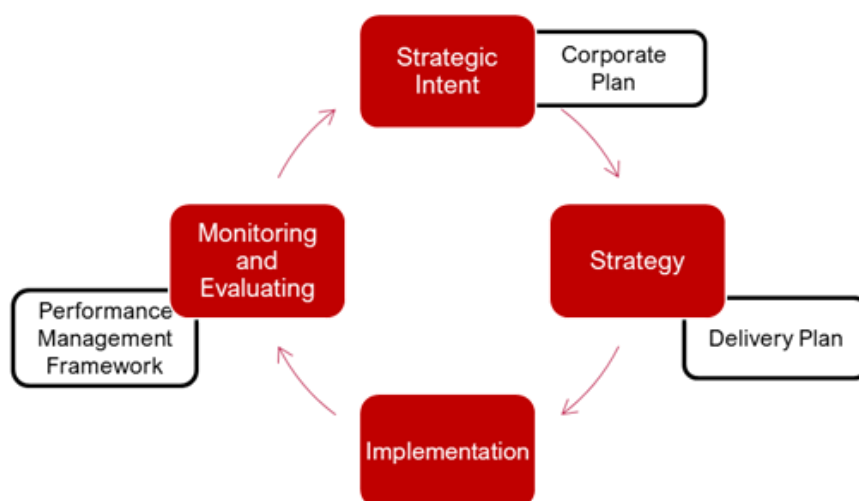 Strategic
Intent
Corporate
Plan
Monitoring
and
Evaluating
Strategy
Performance
Management
Framework
Delivery Plan
Implementation